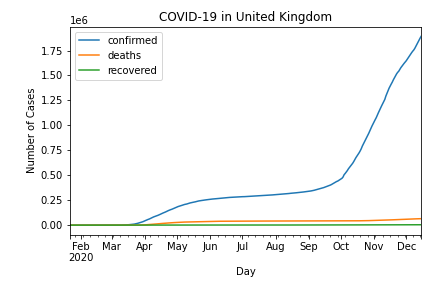 COVID-19 in United Kingdom
1e6
confirmed
deaths
recovered
1.75
1.50
1.25
1.00
0.75
0.50
0.25
0.00
Number of Cases
Feb Mar Apr May Jun Jul Aug Sep Oct Nov Dec
2020
Day